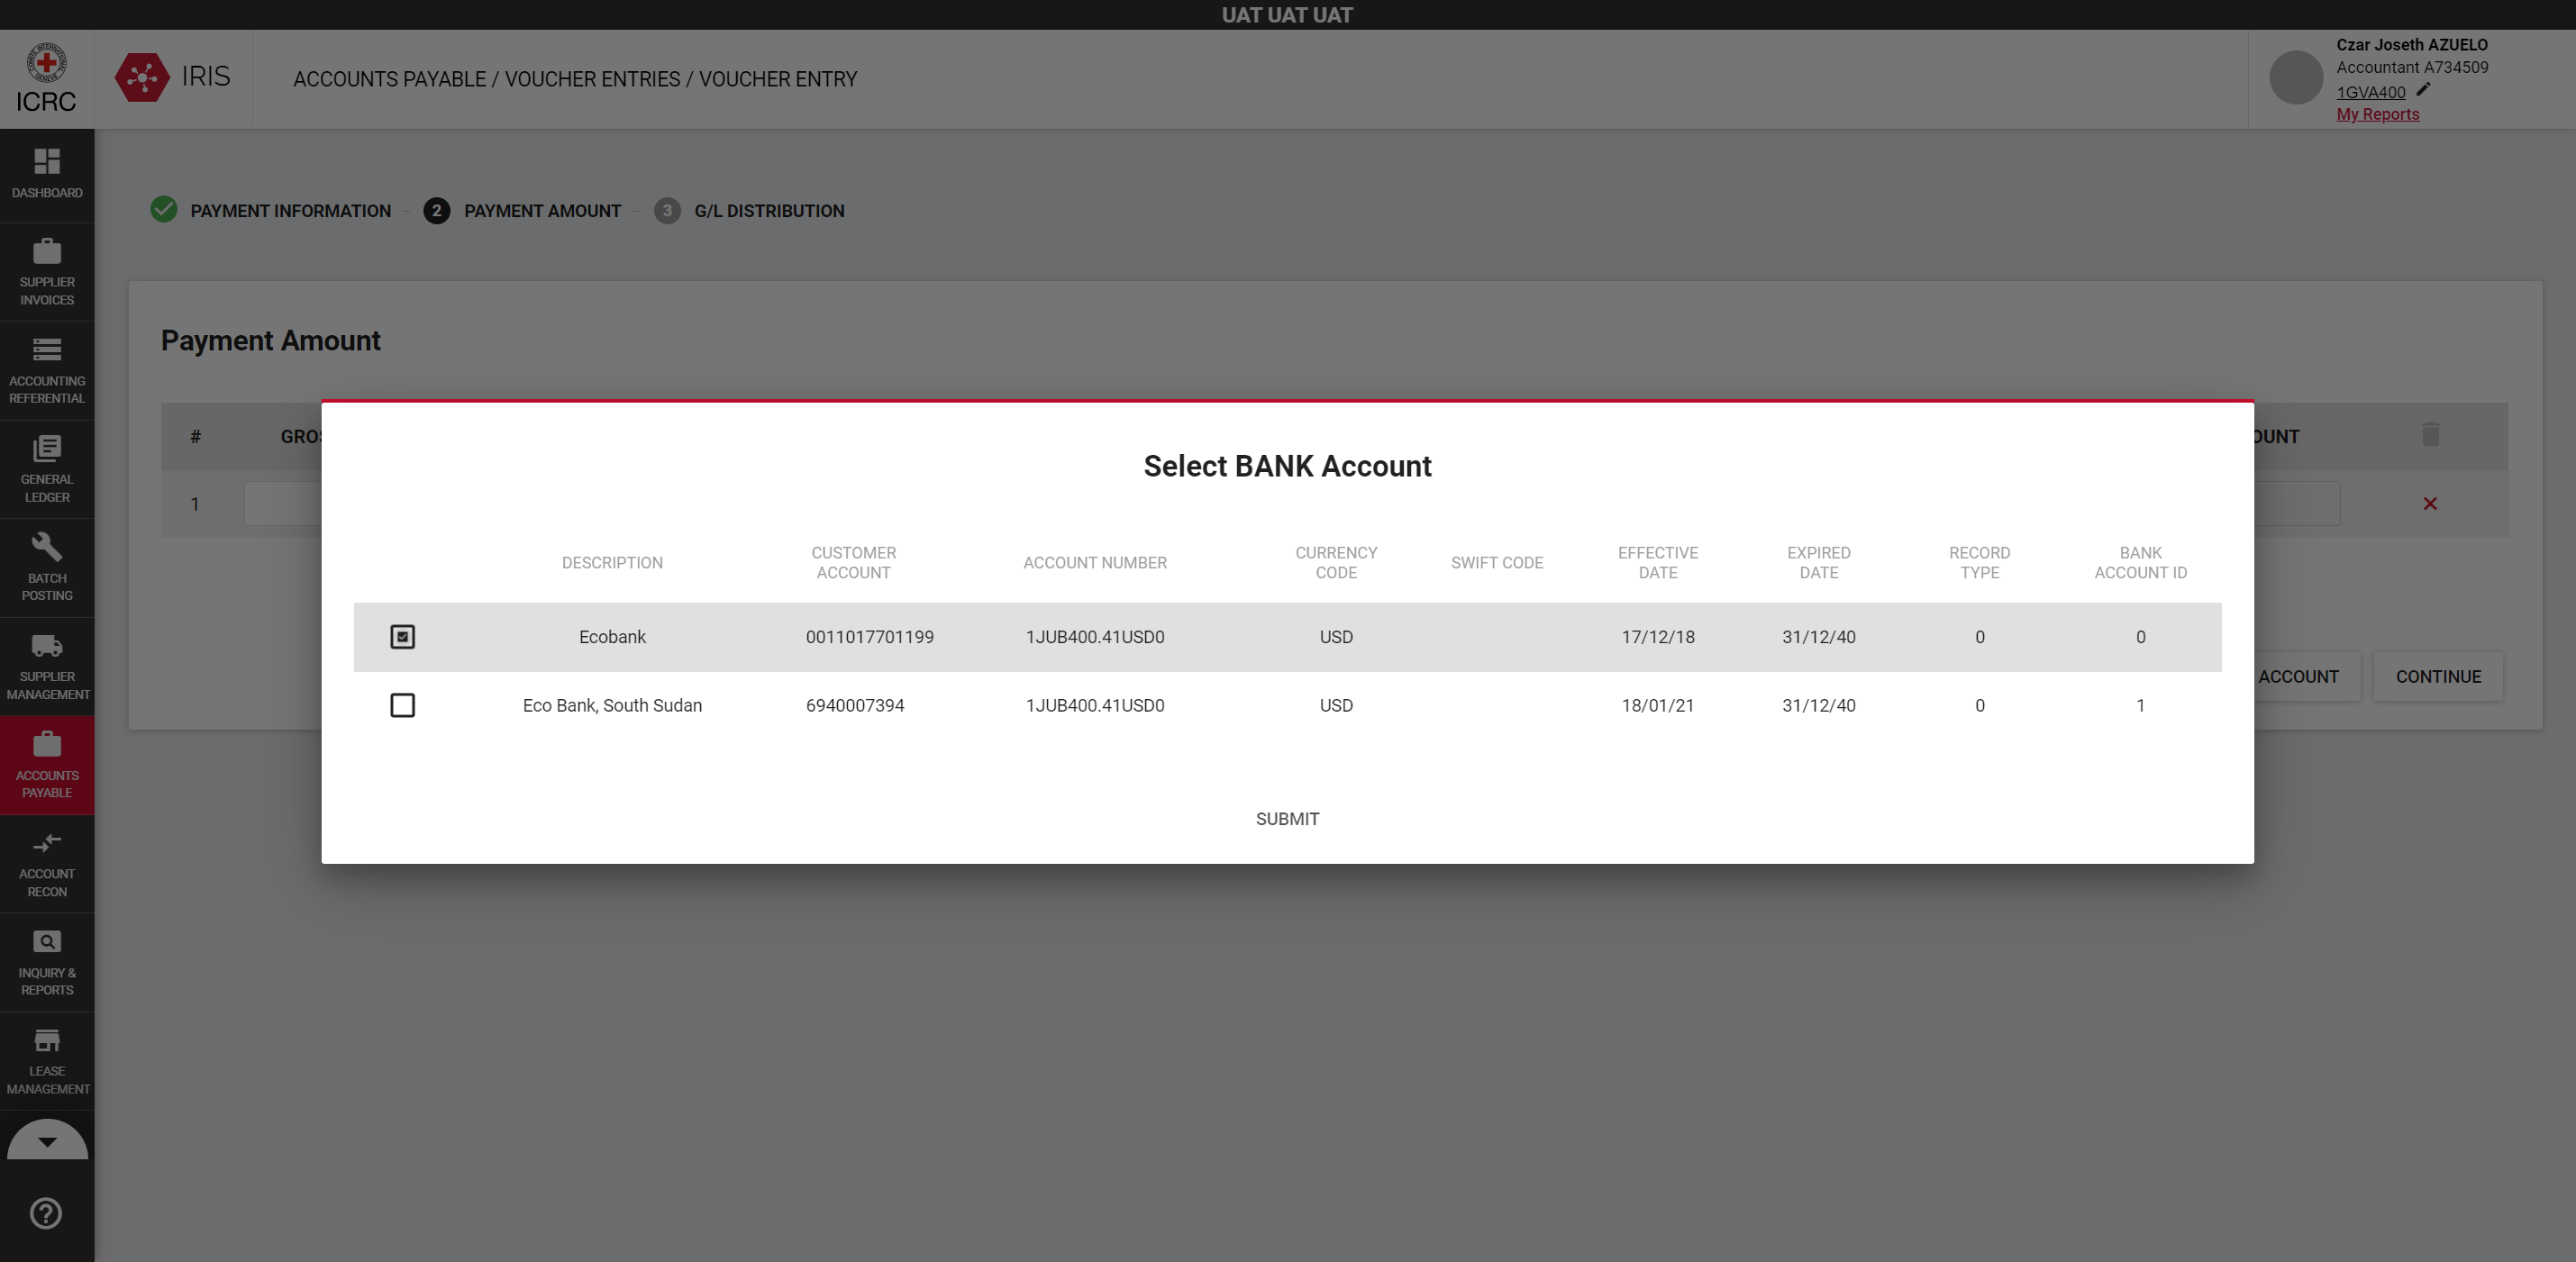 UAT UAT UAT
ICRC
IRIS
ACCOUNTS PAYABLE / VOUCHER ENTRIES / VOUCHER ENTRY
Czar Joseth AZUELO
Accountant A734509
1GVA400
My Reports
DASHBOARD
SUPPLIER
INVOICES
ACCOUNTING
REFERENTIAL
GENERAL
LEDGER
BATCH
POSTING
SUPPLIER
MANAGEMENT
ACCOUNTS
PAYABLE
ACCOUNT
RECON
INQUIRY &
REPORTS
LEASE
MANAGEMENT
PAYMENT INFORMATION 2 PAYMENT AMOUNT 3 G/L DISTRIBUTION
Payment Amount
#
1
Select BANK Account
DESCRIPTION CUSTOMER ACCOUNT ACCOUNT NUMBER CURRENCY CODE SWIFT CODE EFFECTIVE DATE EXPIRED DATE RECORD TYPE BANK ACCOUNT ID
Ecobank 0011017701199 1JUB400.41USD0 USD 17/12/18 31/12/40 0 0
Eco Bank, South Sudan 6940007394 1JUB400.41USD0 USD 18/01/21 31/12/40 0 1
SUBMIT
ACCOUNT CONTINUE